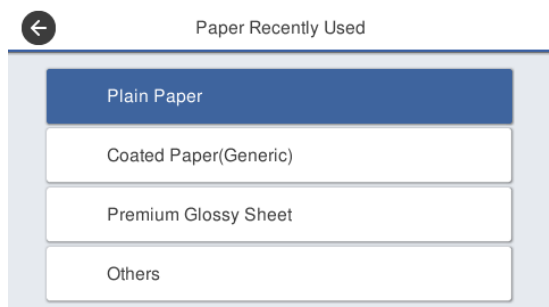 Paper Recently Used
Plain Paper
Coated Paper(Generic)
Premium Glossy Sheet
Others